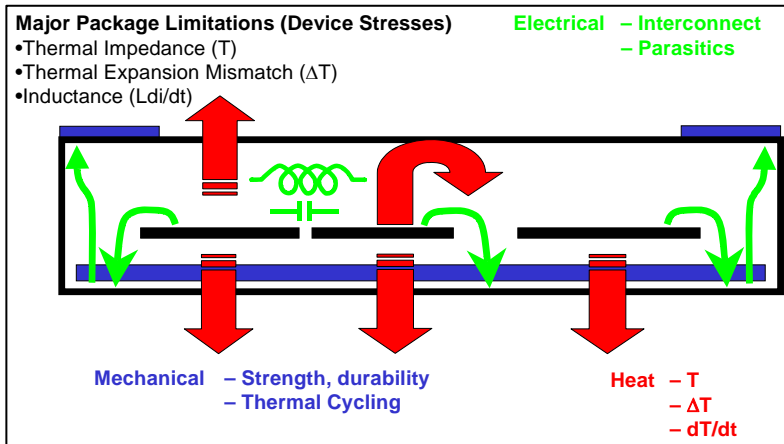 Major Package Limitations (Device Stresses)
•Thermal Impedance (T)
•Thermal Expansion Mismatch (ΔT)
•Inductance (Ldi/dt)
Electrical – Interconnect
– Parasitics
Mechanical – Strength, durability
– Thermal Cycling
Heat – T
– ΔT
– dT/dt